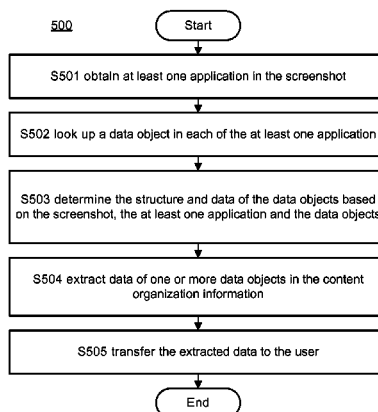 500
Start
S501 obtain at least one application in the screenshot
S502 look up a data object in each of the at least one application
S503 determine the structure and data of the data objects based
on the screenshot, the at least one application and the data objects
S504 extract data of one or more data objects in the content
organization information
S505 transfer the extracted data to the user
End